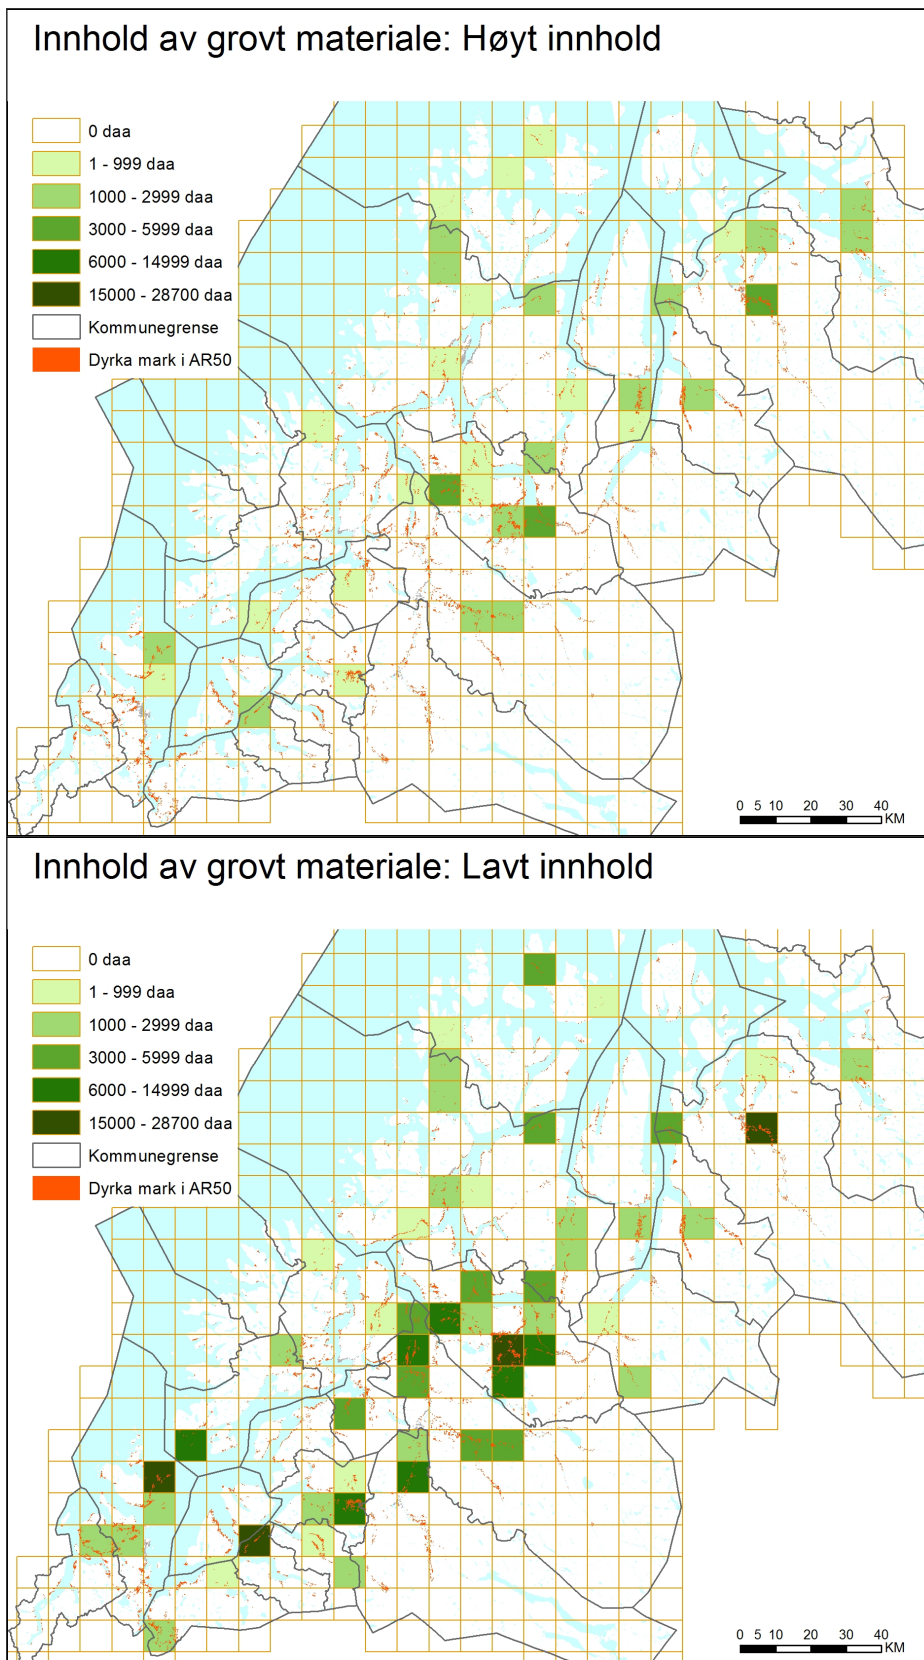 Innhold av grovt materiale: Høyt innhold
0 daa
1 - 999 daa
1000 - 2999 daa
3000 - 5999 daa
6000 - 14999 daa
15000 - 28700 daa
Kommunegrense
Dyrka mark i AR50
0 5 10 20 30 40
KM
Innhold av grovt materiale: Lavt innhold
0 daa
1 - 999 daa
1000 - 2999 daa
3000 - 5999 daa
6000 - 14999 daa
15000 - 28700 daa
Kommunegrense
Dyrka mark i AR50
0 5 10 20 30 40
KM